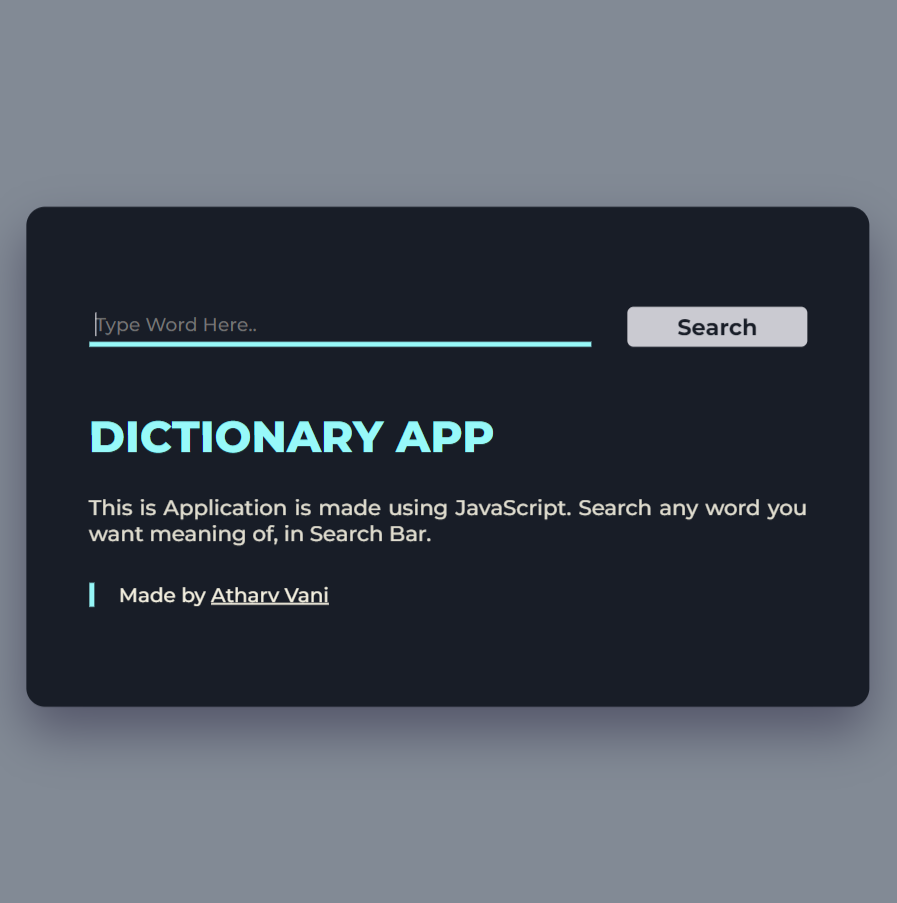 Type Word Here..
Search
DICTIONARY APP
This is Application is made using JavaScript. Search any word you
want meaning of, in Search Bar.
Made by Atharv Vani